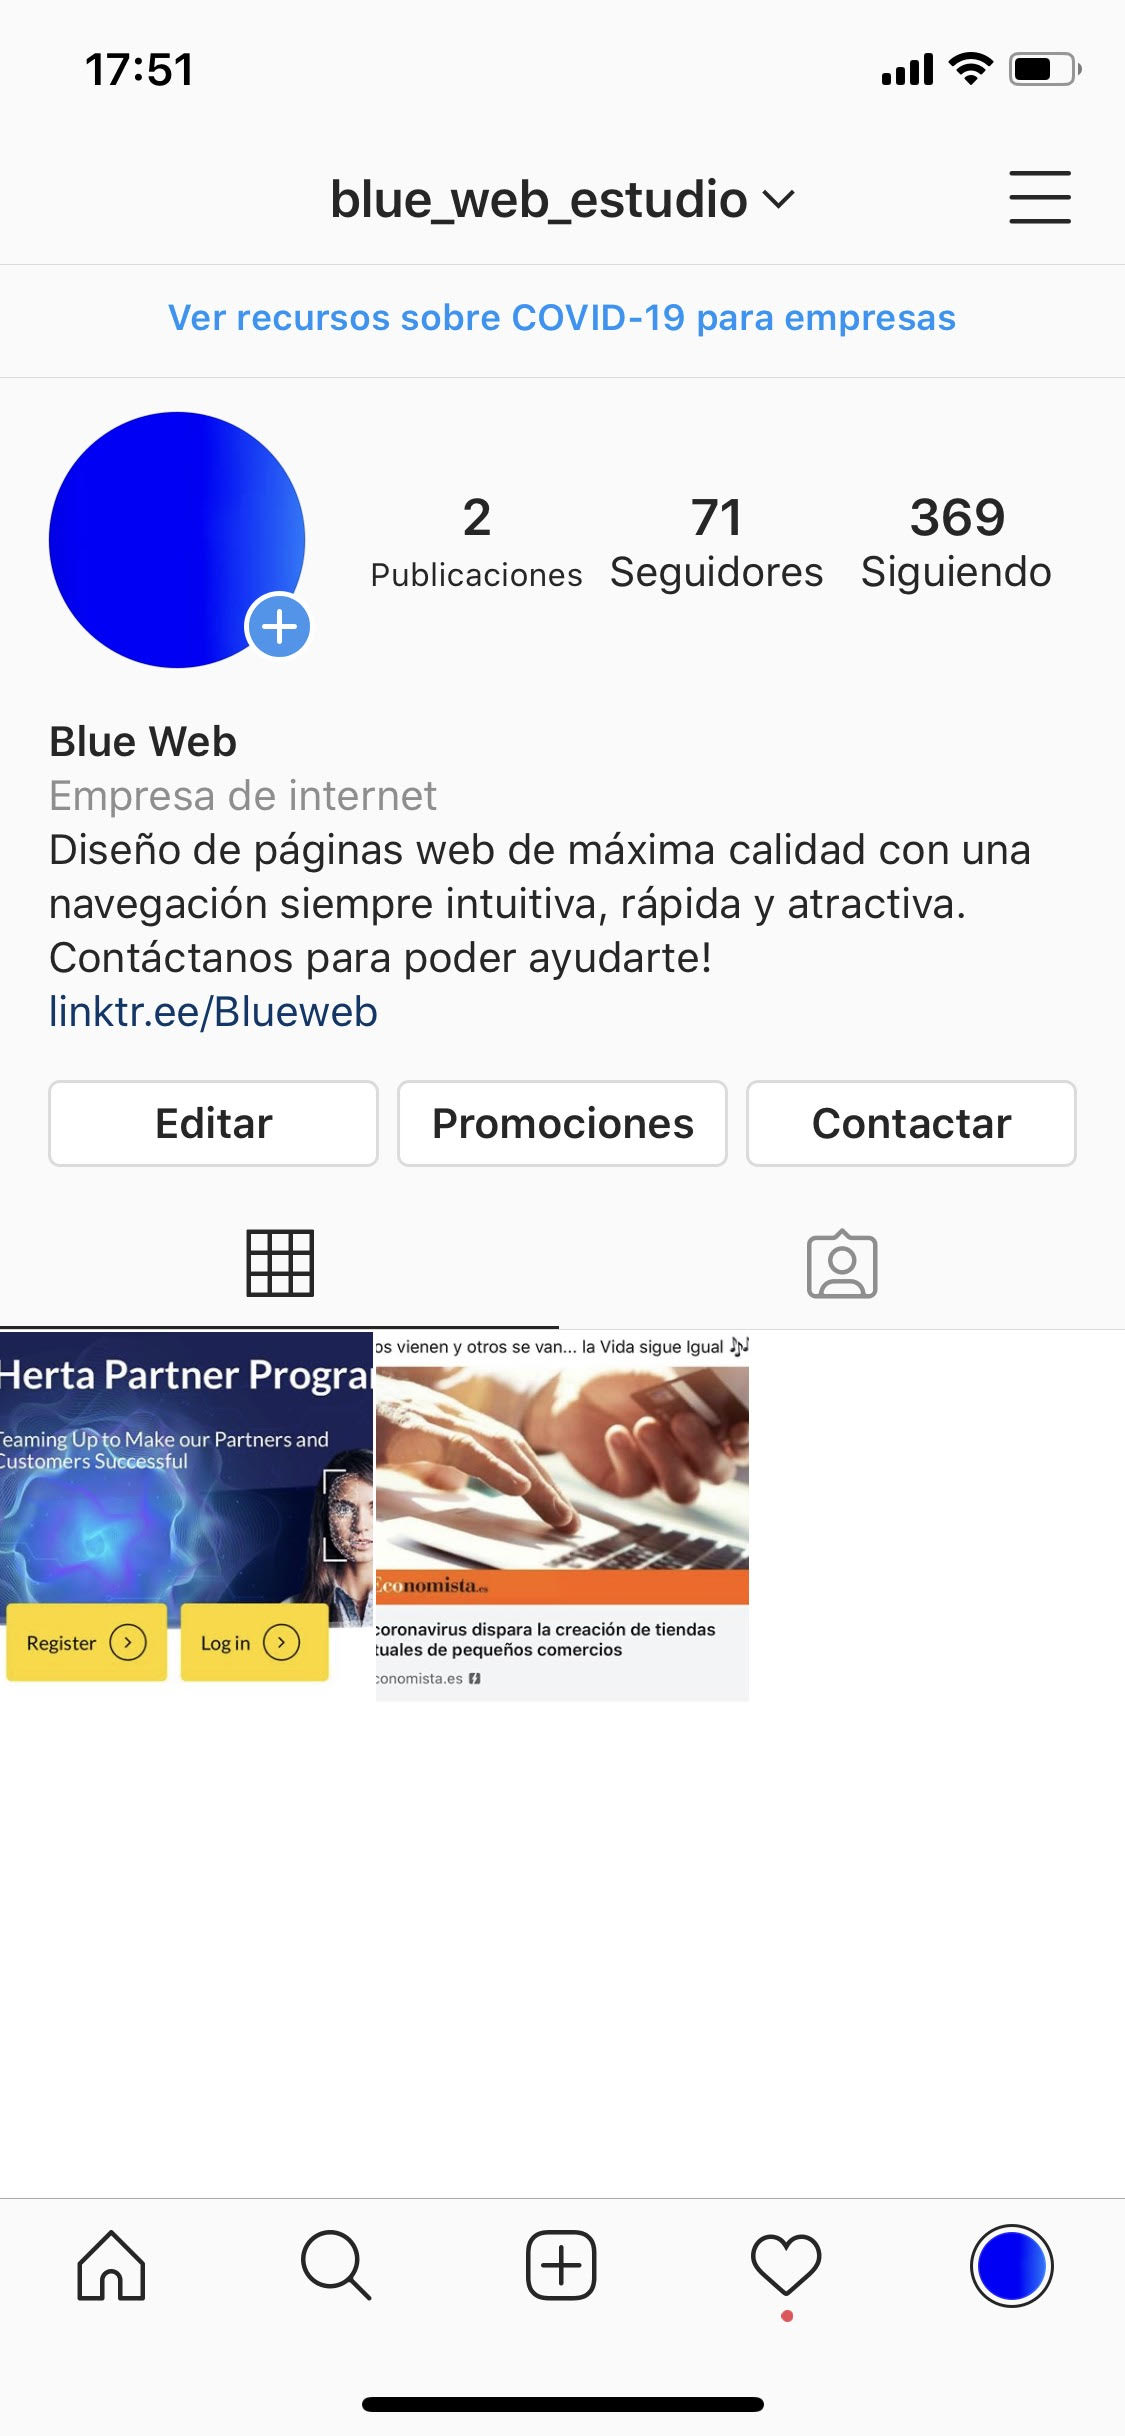 17:51
blue_web_estudio
Ver recursos sobre COVID-19 para empresas
2
Publicaciones
71
Seguidores
369
Siguiendo
Blue Web
Empresa de internet
Diseño de páginas web de máxima calidad con una
navegación siempre intuitiva, rápida y atractiva.
Contáctanos para poder ayudarte!
linktr.ee/Blueweb
Editar
Promociones
Contactar
Herta Partner Progra
Teaming Up to Make our Partners and
Customers Successful
Register
Log in
os vienen y otros se van... la Vida sigue Igual 🎶
Economista.es
coronavirus dispara la creación de tiendas
tuales de pequeños comercios
conomista.es